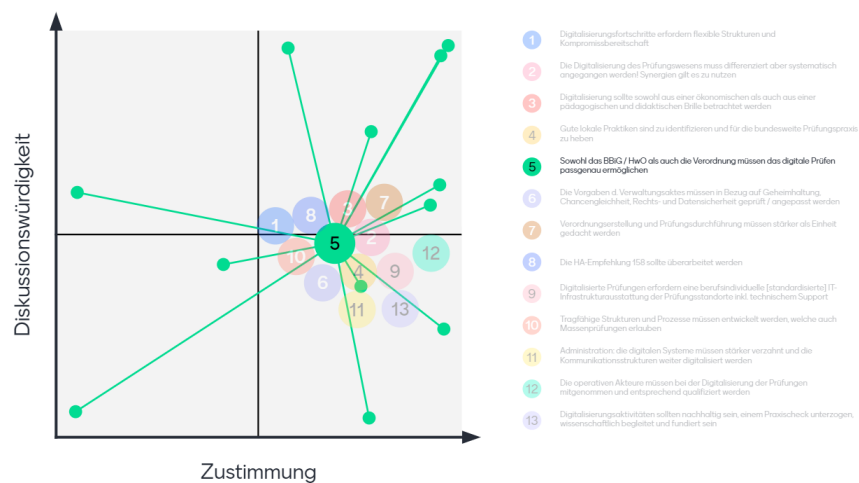 Diskussionswürdigkeit
Zustimmung
1
8
3
7
5
2
10
12
4
9
6
11
13
1 Digitalisierungsfortschritte erfordern flexible Strukturen und
Kompromissbereitschaft
2 Die Digitalisierung des Prüfungswesens muss differenziert aber systematisch
angegangen werden! Synergien gilt es zu nutzen
3 Digitalisierung sollte sowohl aus einer ökonomischen als auch aus einer
pädagogischen und didaktischen Brille betrachtet werden
4 Gute lokale Praktiken sind zu identifizieren und für die bundesweite Prüfungspraxis
zu heben
5 Sowohl das BBiG / HwO als auch die Verordnung müssen das digitale Prüfen
passgenau ermöglichen
6 Die Vorgaben d. Verwaltungsaktes müssen in Bezug auf Geheimhaltung,
Chancengleichheit, Rechts- und Datensicherheit geprüft / angepasst werden
7 Verordnungserstellung und Prüfungsdurchführung müssen stärker als Einheit
gedacht werden
8 Die HA-Empfehlung 158 sollte überarbeitet werden
9 Digitalisierte Prüfungen erfordern eine berufsindividuelle (standardisierte) IT-
Infrastrukturausstattung der Prüfungsstandorte inkl. technischem Support
10 Tragfähige Strukturen und Prozesse müssen entwickelt werden, welche auch
Massenprüfungen erlauben
11 Administration: die digitalen Systeme müssen stärker verzahnt und die
Kommunikationsstrukturen weiter digitalisiert werden
12 Die operativen Akteure müssen bei der Digitalisierung der Prüfungen
mitgenommen und entsprechend qualifiziert werden
13 Digitalisierungsaktivitäten sollten nachhaltig sein, einem Praxischeck unterzogen,
wissenschaftlich begleitet und fundiert sein